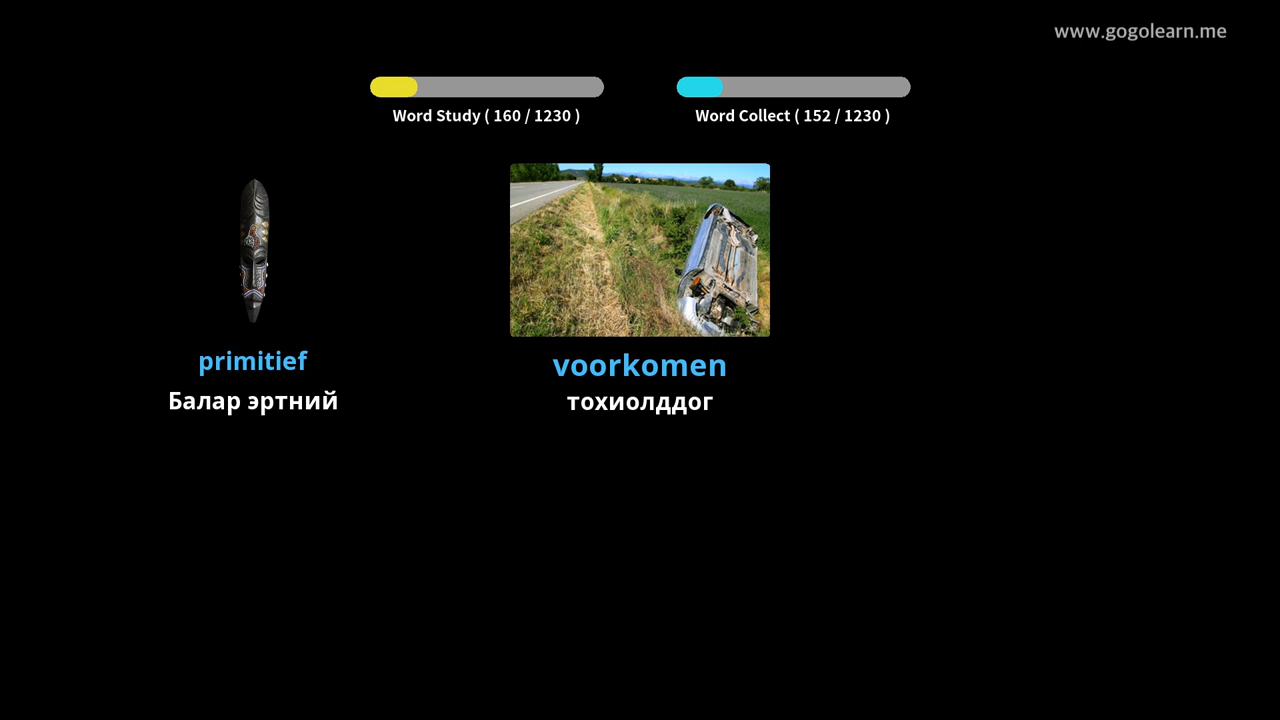 www.gogolearn.me
Word Study ( 160 / 1230 )
Word Collect ( 152 / 1230 )
primitief
Балар эртний
voorkomen
тохиолддог